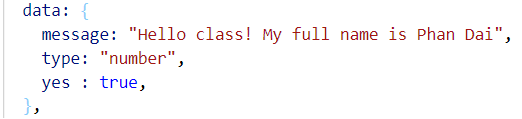 data: {
message: "Hello class! My full name is Phan Dai",
type: "number",
yes : true,
},